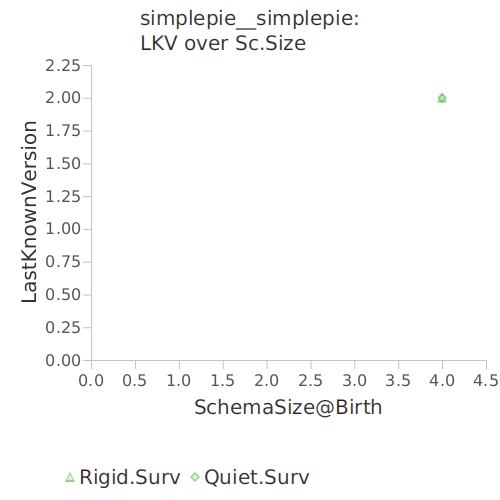 simplepie__simplepie:
LKV over Sc.Size
2.25
2.00
1.75
1.50
1.25
1.00
0.75
0.50
0.25
0.00
LastKnownVersion
0.0 0.5 1.0 1.5 2.0 2.5 3.0 3.5 4.0 4.5
SchemaSize@Birth
Rigid.Surv Quiet.Surv